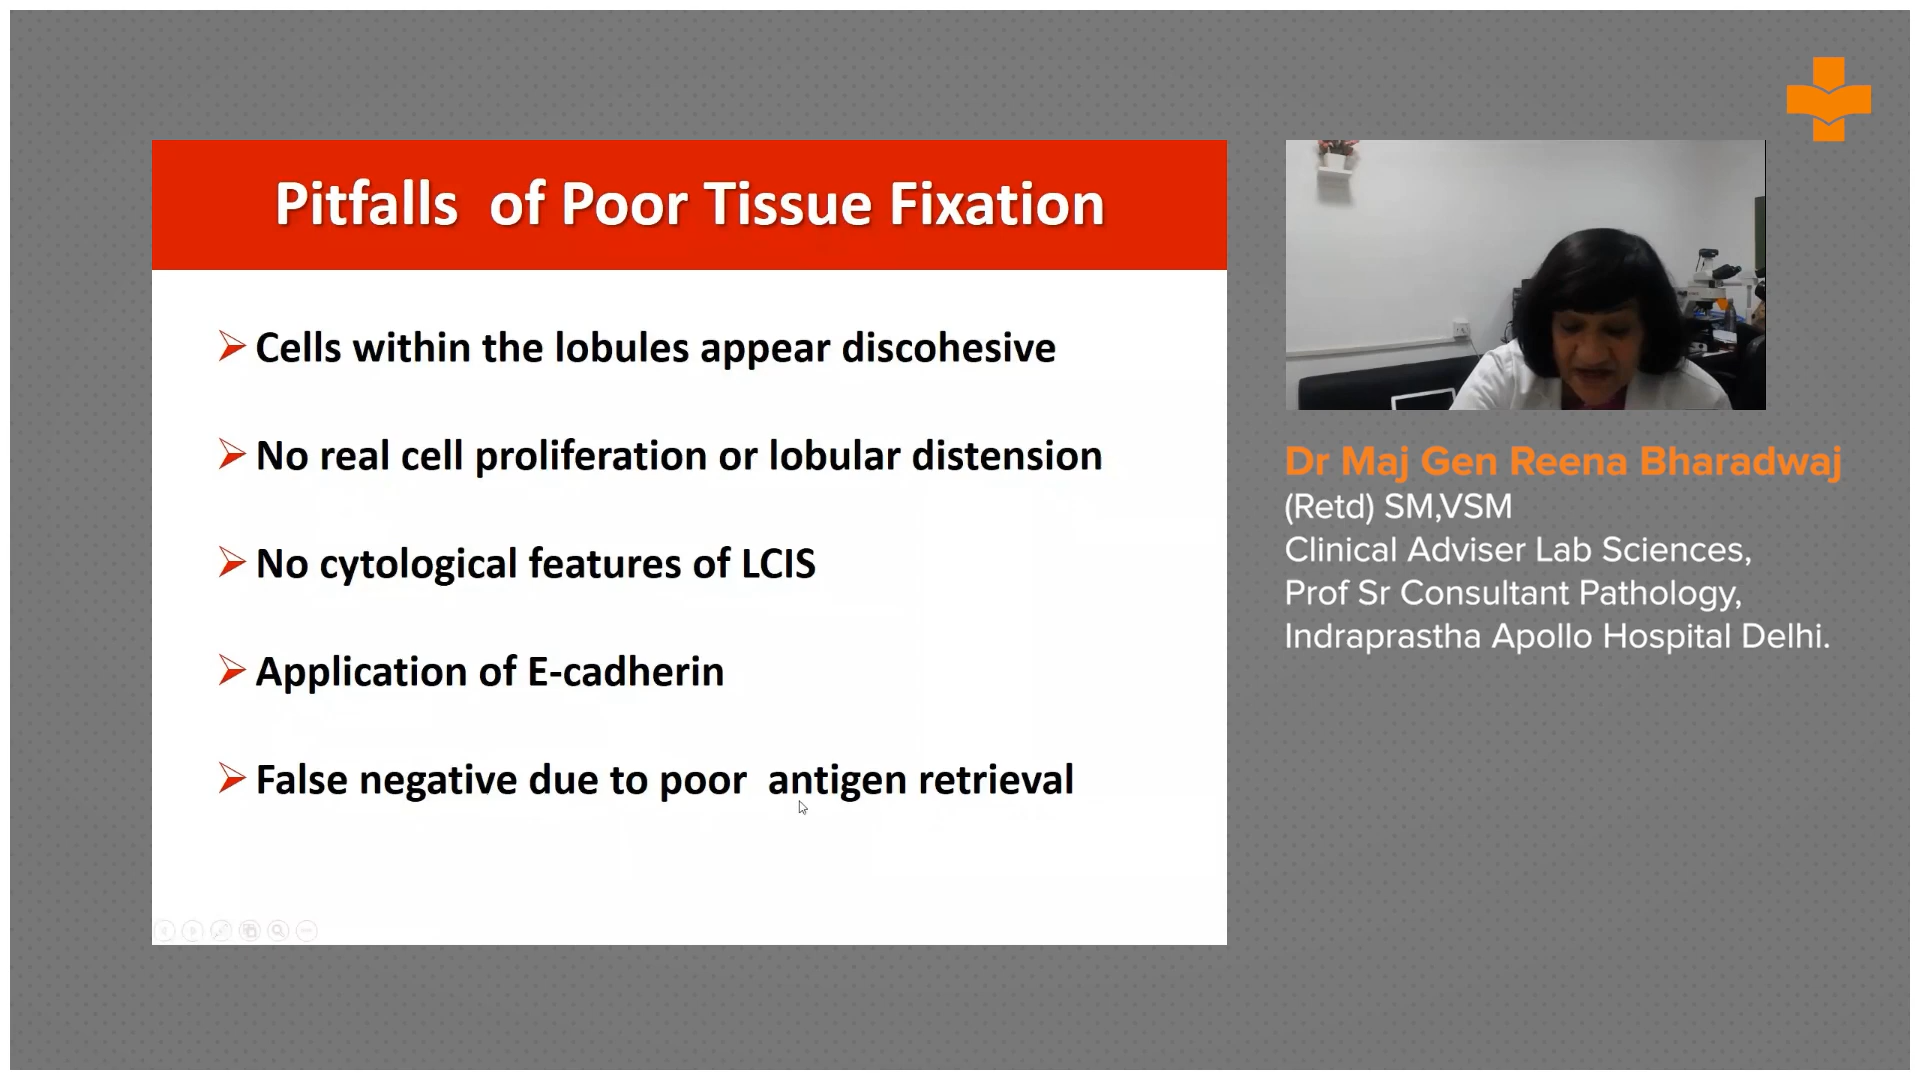 Pitfalls of Poor Tissue Fixation
Cells within the lobules appear discohesive
No real cell proliferation or lobular distension
No cytological features of LCIS
Application of E-cadherin
False negative due to poor antigen retrieval
Dr Maj Gen Reena Bharadwaj
(Retd) SM,VSM
Clinical Adviser Lab Sciences,
Prof Sr Consultant Pathology,
Indraprastha Apollo Hospital Delhi.